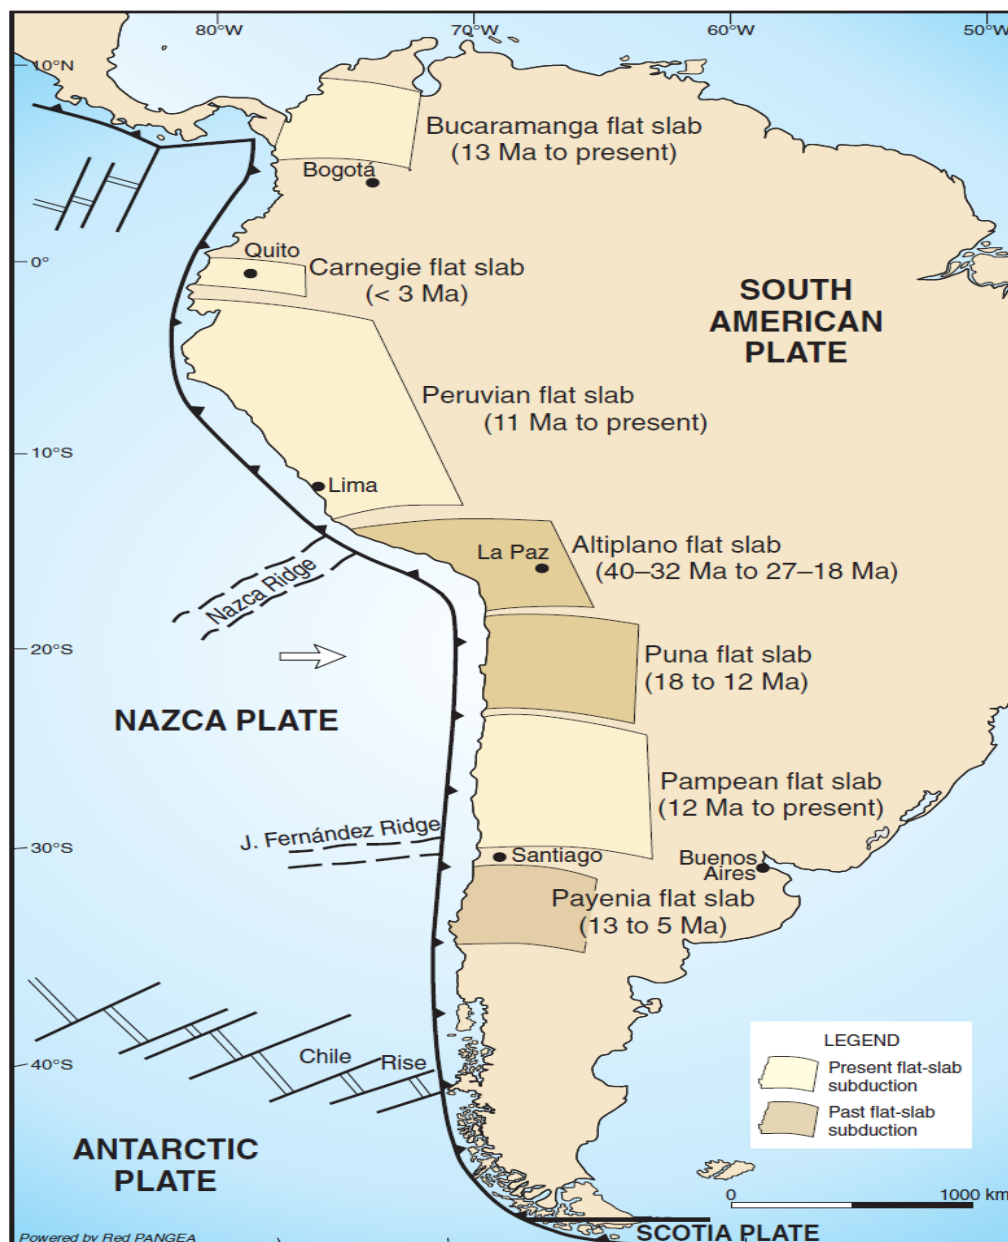 80°W
70°W
60°W
50°W
10°N
Bucaramanga flat slab
(13 Ma to present)
Bogotá
Quito
0°
Carnegie flat slab
(< 3 Ma)
SOUTH
AMERICAN
PLATE
Peruvian flat slab
(11 Ma to present)
10°S
Lima
La Paz
Altiplano flat slab
(40–32 Ma to 27–18 Ma)
Nazca Ridge
20°S
Puna flat slab
(18 to 12 Ma)
NAZCA PLATE
Pampean flat slab
(12 Ma to present)
J. Fernández Ridge
30°S
Santiago
Buenos
Aires
Payenia flat slab
(13 to 5 Ma)
Chile Rise
40°S
LEGEND
Present flat-slab
subduction
Past flat-slab
subduction
ANTARCTIC
PLATE
0
1000 km
SCOTIA PLATE
Powered by Red PANGEA